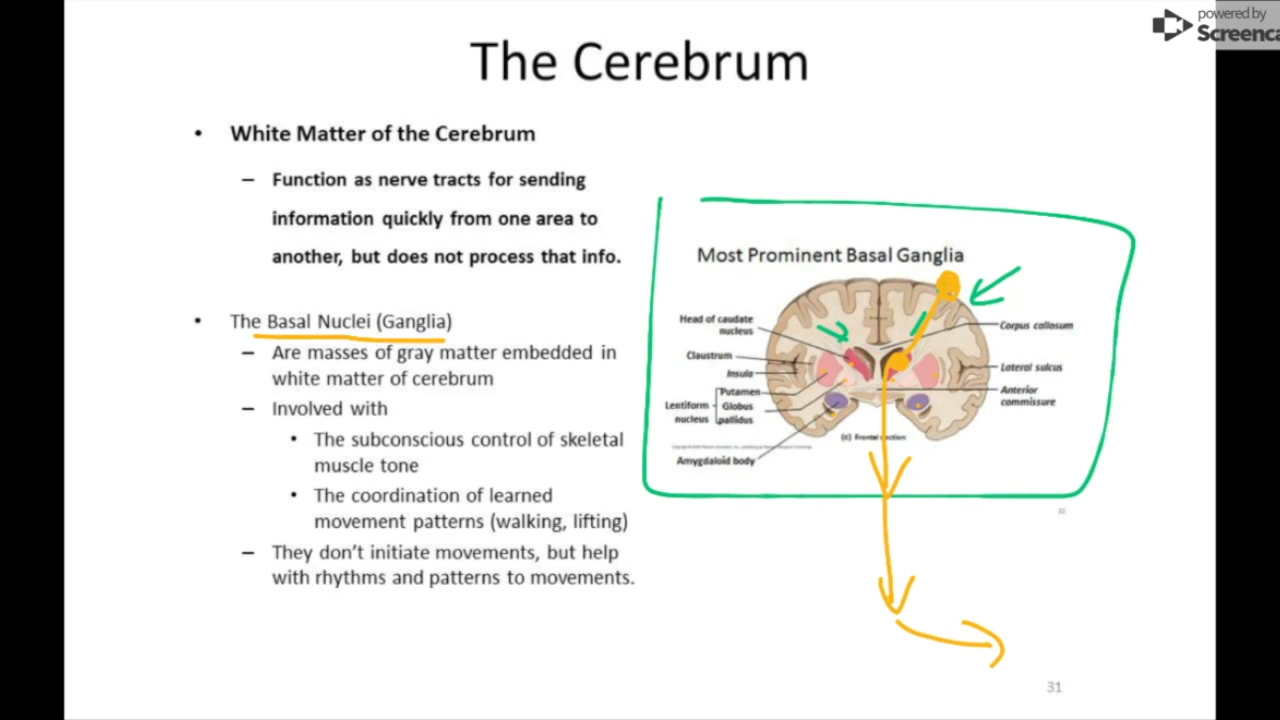 powered by
Screenca
The Cerebrum
• White Matter of the Cerebrum
– Function as nerve tracts for sending
information quickly from one area to
another, but does not process that info.
• The Basal Nuclei (Ganglia)
– Are masses of gray matter embedded in
white matter of cerebrum
– Involved with
• The subconscious control of skeletal
muscle tone
• The coordination of learned
movement patterns (walking, lifting)
– They don't initiate movements, but help
with rhythms and patterns to movements.
Most Prominent Basal Ganglia
Head of caudate
nucleus
Claustrum
Insula
Lentiform
nucleus
Putamen
Globus
pallidus
Amygdaloid body
Corpus callosum
Lateral sulcus
Anterior
commissure
(c) Frontal section
31